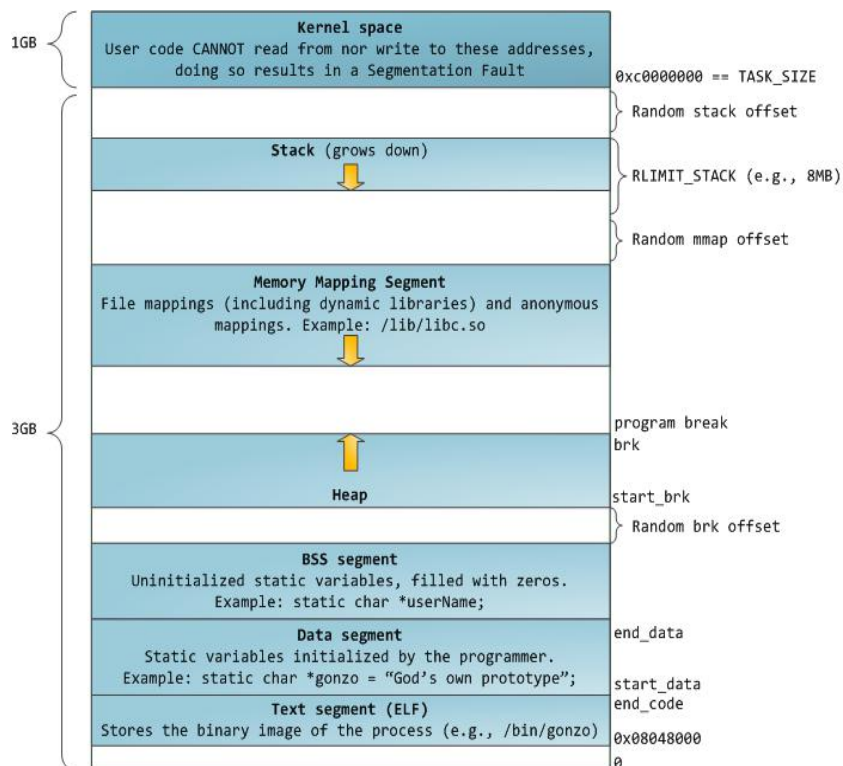 Kernel space
1GB
User code CANNOT read from nor write to these addresses,
doing so results in a Segmentation Fault
0xc0000000 == TASK_SIZE
Random stack offset
Stack (grows down)
RLIMIT_STACK (e.g., 8MB)
Random mmap offset
Memory Mapping Segment
File mappings (including dynamic libraries) and anonymous
mappings. Example: /lib/libc.so
3GB
program break
brk
Heap
start_brk
Random brk offset
BSS segment
Uninitialized static variables, filled with zeros.
Example: static char *userName;
Data segment
end_data
Static variables initialized by the programmer.
Example: static char *gonzo = “God’s own prototype”;
start_data
end_code
Text segment (ELF)
Stores the binary image of the process (e.g., /bin/gonzo)
0x08048000
0